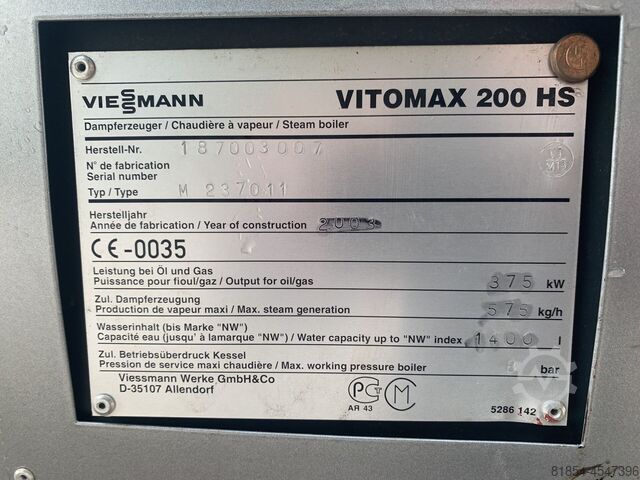 VIESSMANN VITOMAX 200 HS
Dampferzeuger / Chaudière à vapeur / Steam boiler
Herstell-Nr. 187003007
N° de fabrication
Serial number
Typ / Type M 237011
Herstelljahr
Année de fabrication / Year of construction 2003
CE-0035
Leistung bei Öl und Gas
Puissance pour fioul/gaz / Output for oil/gas 375 kW
Zul. Dampferzeugung
Production de vapeur maxi / Max. steam generation 575 kg/h
Wasserinhalt (bis Marke "NW")
Capacité eau (jusqu' à lamarque "NW") / Water capacity up to "NW" index 1400 l
Zul. Betriebsüberdruck Kessel
Pression de service maxi chaudière / Max. working pressure boiler bar
Viessmann Werke GmbH&Co
D-35107 Allendorf
AR 43
5286 142
81854-4547396